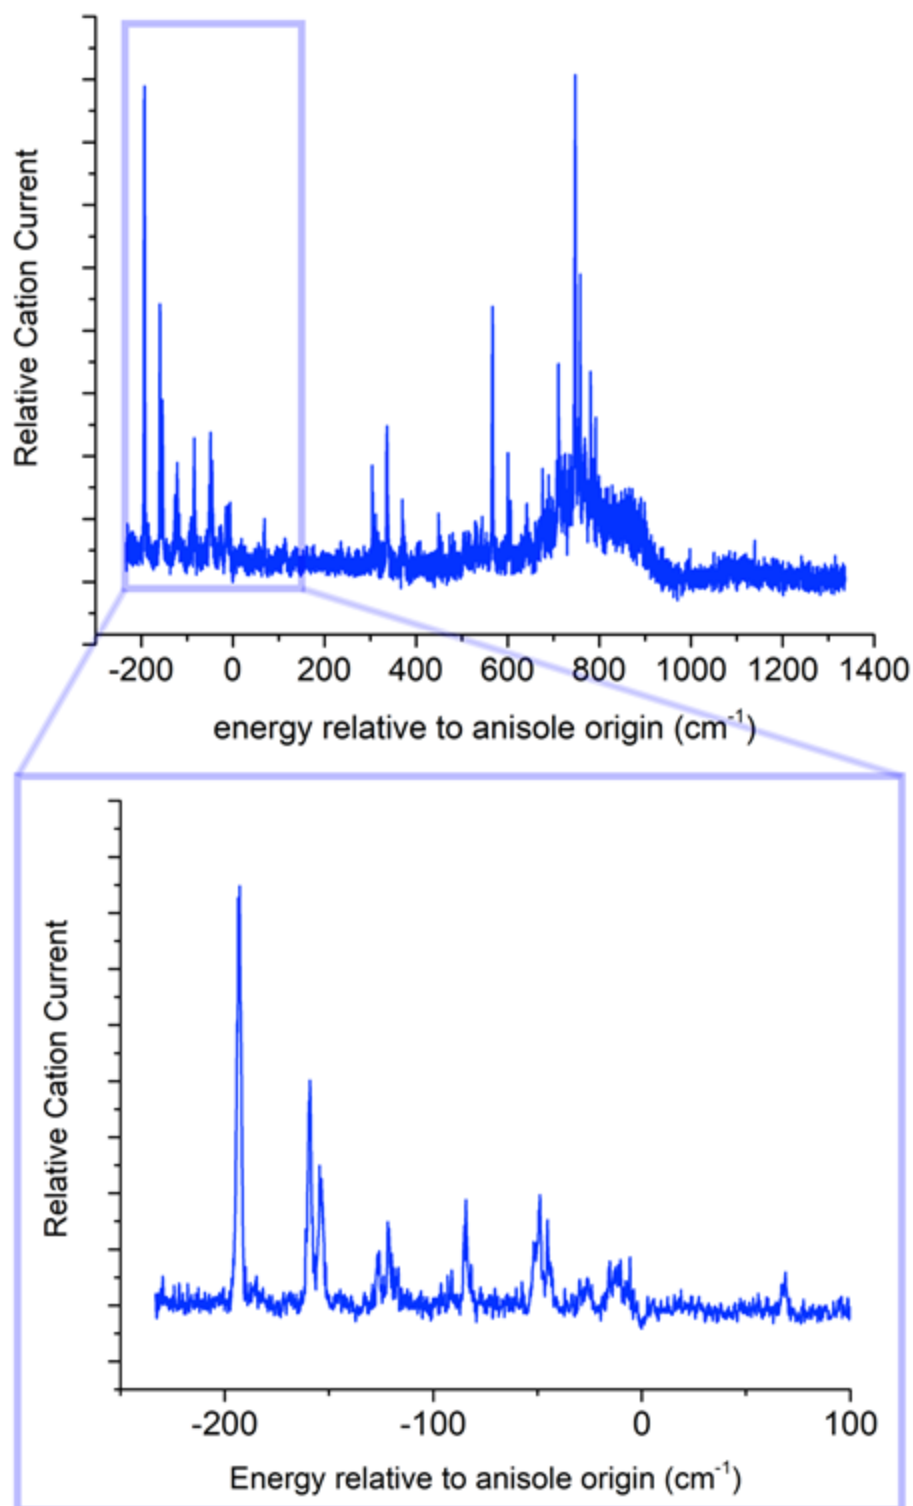 Relative Cation Current
-200 0 200 400 600 800 1000 1200 1400
energy relative to anisole origin (cm-1)
Relative Cation Current
-200 -100 0 100
Energy relative to anisole origin (cm-1)